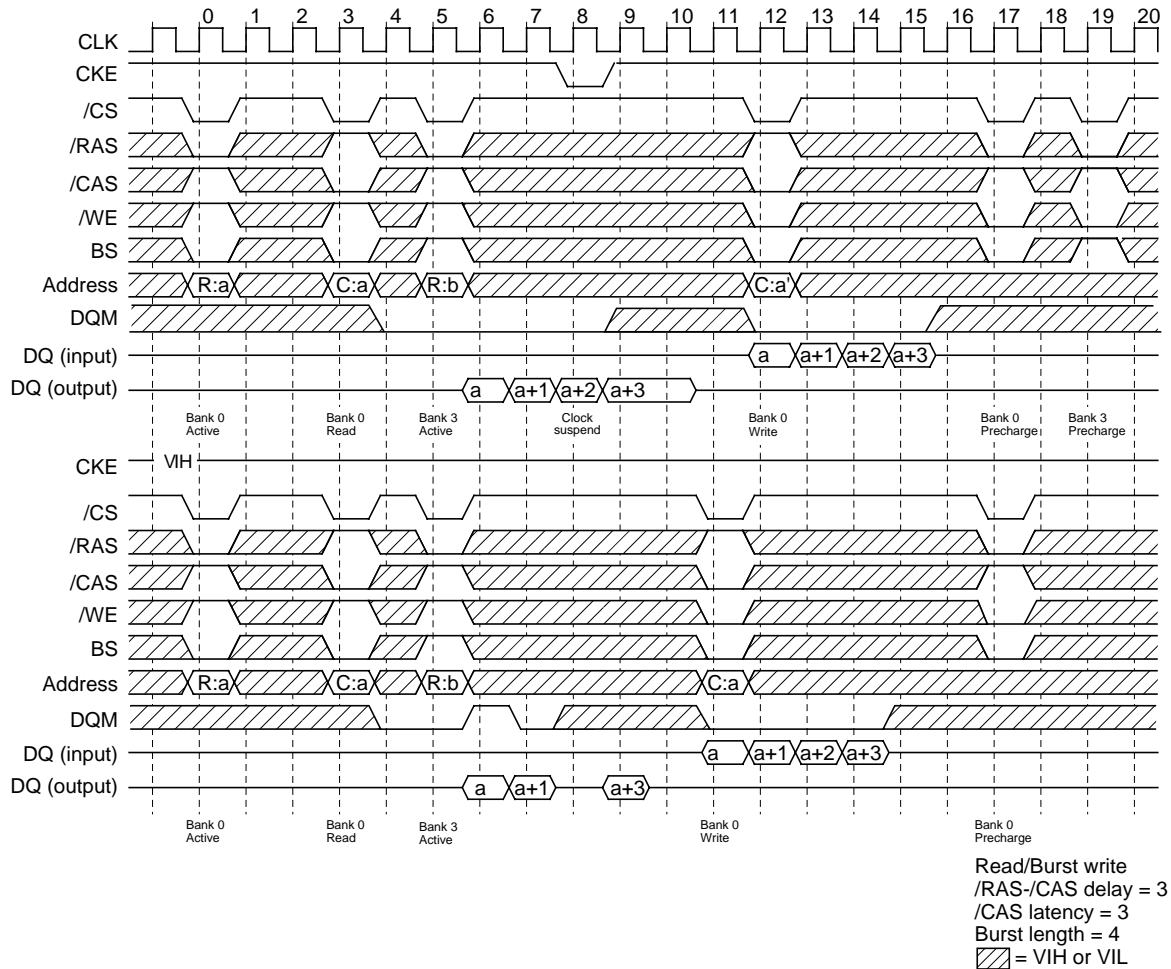 0 1 2 3 4 5 6 7 8 9 10 11 12 13 14 15 16 17 18 19 20
CLK
CKE
/CS
/RAS
/CAS
/WE
BS
Address R:a C:a R:b C:a'
DQM
DQ (input) a a+1 a+2 a+3
DQ (output) a a+1 a+2 a+3
Bank 0 Bank 0 Bank 3 Clock Bank 0 Bank 0 Bank 3
Active Read Active suspend Write Precharge Precharge
CKE VIH
/CS
/RAS
/CAS
/WE
BS
Address R:a C:a R:b C:a
DQM
DQ (input) a a+1 a+2 a+3
DQ (output) a a+1 a+3
Bank 0 Bank 0 Bank 3 Bank 0 Bank 0
Active Read Active Write Precharge
Read/Burst write
/RAS-/CAS delay = 3
/CAS latency = 3
Burst length = 4
= VIH or VIL